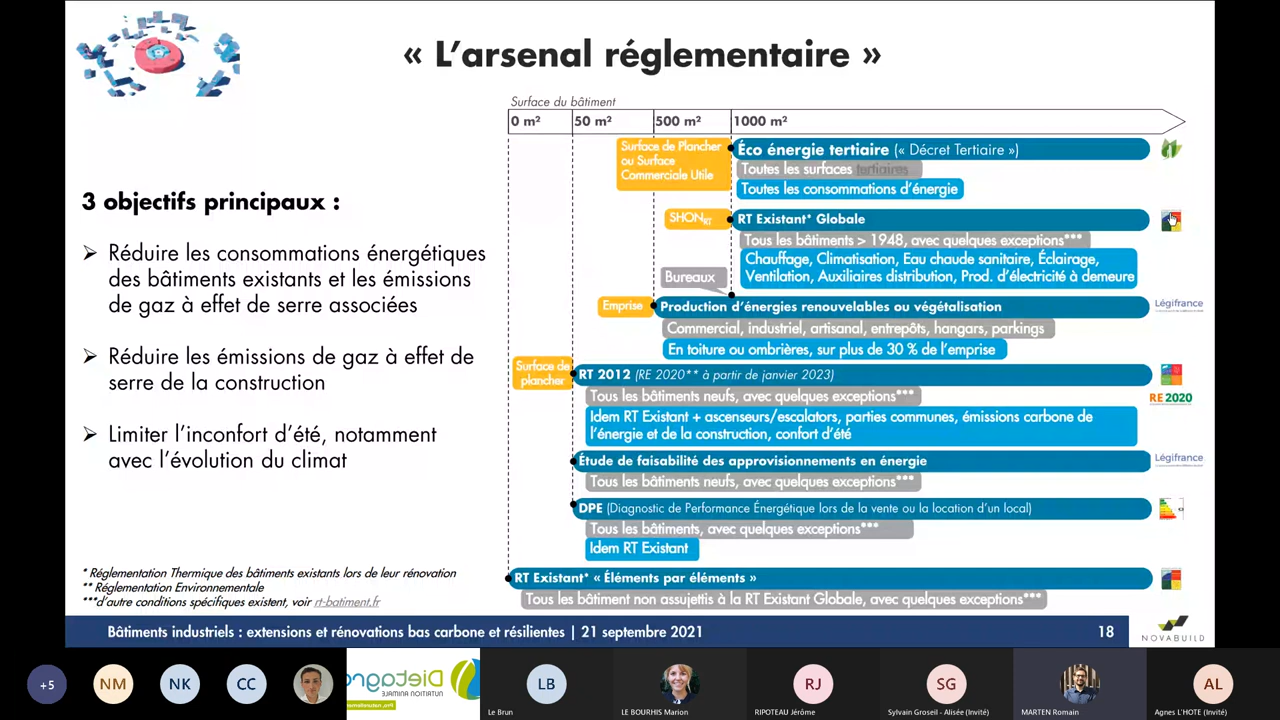 « L’arsenal réglementaire »
Surface du bâtiment
0 m² 50 m² 500 m² 1000 m²
3 objectifs principaux :
➢ Réduire les consommations énergétiques
des bâtiments existants et les émissions
de gaz à effet de serre associées
➢ Réduire les émissions de gaz à effet de
serre de la construction
➢ Limiter l’inconfort d’été, notamment
avec l’évolution du climat
Surface de Plancher
ou Surface
Commerciale Utile
Éco énergie tertiaire (« Décret Tertiaire »)
Toutes les surfaces tertiaires
Toutes les consommations d’énergie
SHON RT
RT Existant* Globale
Tous les bâtiments > 1948, avec quelques exceptions***
Chauffage, Climatisation, Eau chaude sanitaire, Éclairage,
Ventilation, Auxiliaires distribution, Prod. d’électricité à demeure
Bureaux
Emprise
Production d’énergies renouvelables ou végétalisation
Légifrance
Commercial, industriel, artisanal, entrepôts, hangars, parkings
En toiture ou ombrières, sur plus de 30 % de l’emprise
Surface de
plancher
RT 2012 (RE 2020** à partir de janvier 2023)
Tous les bâtiments neufs, avec quelques exceptions***
RE2020
Idem RT Existant + ascenseurs/escalators, parties communes, émissions carbone de
l’énergie et de la construction, confort d’été
Étude de faisabilité des approvisionnements en énergie
Légifrance
Tous les bâtiments neufs, avec quelques exceptions***
DPE (Diagnostic de Performance Énergétique lors de la vente ou la location d’un local)
Tous les bâtiments, avec quelques exceptions***
Idem RT Existant
RT Existant* « Éléments par éléments »
Tous les bâtiment non assujettis à la RT Existant Globale, avec quelques exceptions***
* Réglementation Thermique des bâtiments existants lors de leur rénovation
** Réglementation Environnementale
***d’autre conditions spécifiques existent, voir rt-batiment.fr
Bâtiments industriels : extensions et rénovations bas carbone et résilientes | 21 septembre 2021
18
NOVABUILD
+5
NM
NK
CC
Dietagro
NUTRITION ANIMALE
LB
Le Brun
LE BOURHIS Marion
RJ
RIPOTEAU Jérôme
SG
Sylvain Groseil - Alisée (Invité)
MARTEN Romain
AL
Agnes L'HOTE (Invité)